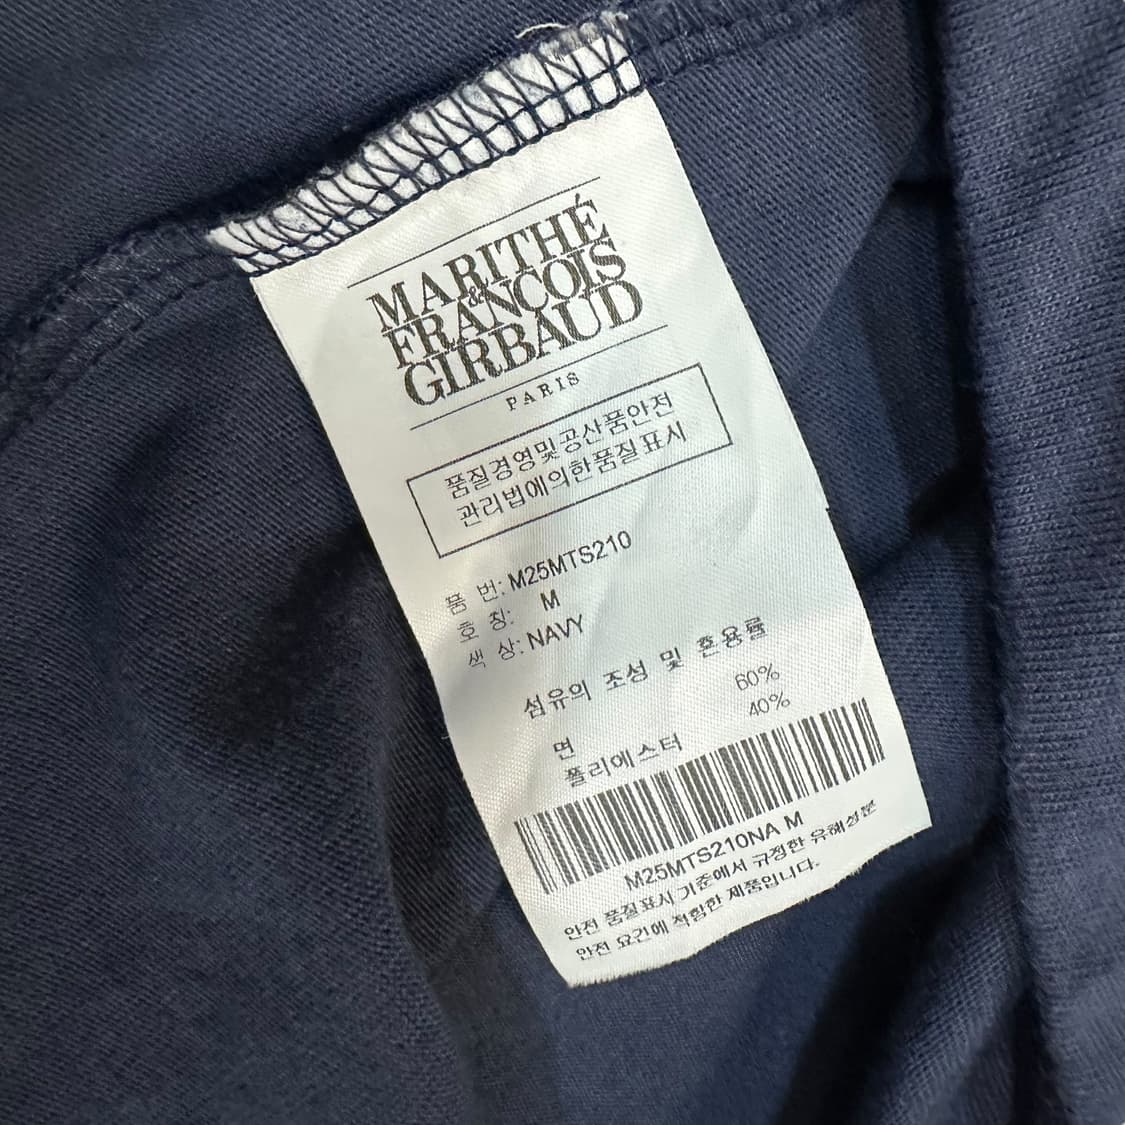 MARITHÉ
&
FRANCOIS
GIRBAUD
PARIS
품질경영및공산품안전
관리법에의한품질표시
품 번: M25MTS210
호 칭: M
색 상: NAVY
섬유의 조성 및 혼용률
면 60%
폴리에스터 40%
M25MTS210NA M
안전 품질표시 기준에서 규정한 유해성분
안전 요건에 적합한 제품입니다.